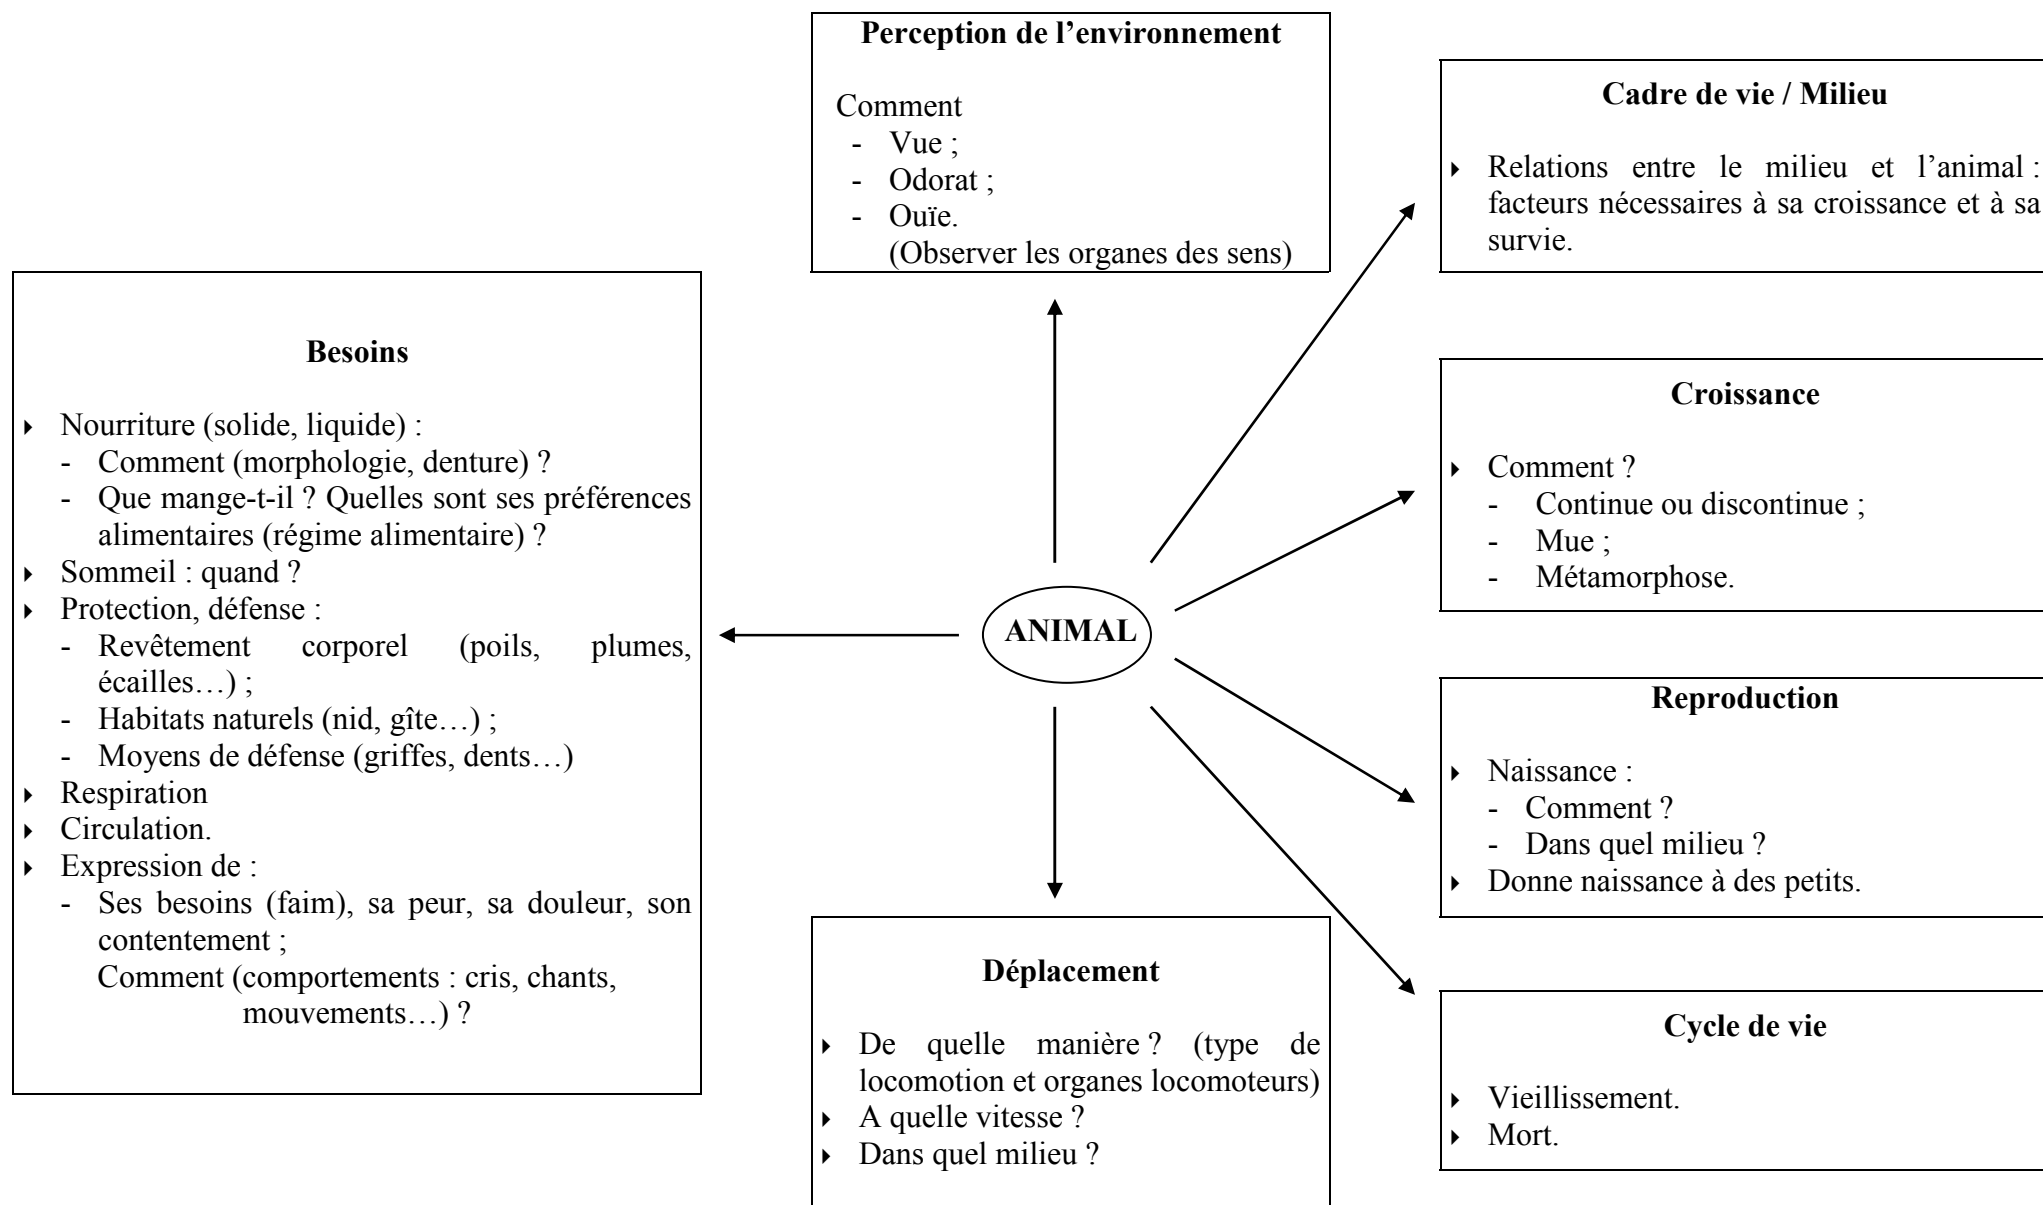 Perception de l’environnement
Comment
- Vue ;
- Odorat ;
- Ouïe.
(Observer les organes des sens)
Cadre de vie / Milieu
Relations entre le milieu et l’animal :
facteurs nécessaires à sa croissance et à sa
survie.
Besoins
Nourriture (solide, liquide) :
- Comment (morphologie, denture) ?
- Que mange-t-il ? Quelles sont ses préférences
alimentaires (régime alimentaire) ?
Sommeil : quand ?
Protection, défense :
- Revêtement corporel (poils, plumes,
écailles…) ;
- Habitats naturels (nid, gîte…) ;
- Moyens de défense (griffes, dents…)
Respiration
Circulation.
Expression de :
- Ses besoins (faim), sa peur, sa douleur, son
contentement ;
Comment (comportements : cris, chants,
mouvements…) ?
ANIMAL
Croissance
Comment ?
- Continue ou discontinue ;
- Mue ;
- Métamorphose.
Reproduction
Naissance :
- Comment ?
- Dans quel milieu ?
Donne naissance à des petits.
Déplacement
De quelle manière ? (type de
locomotion et organes locomoteurs)
A quelle vitesse ?
Dans quel milieu ?
Cycle de vie
Vieillissement.
Mort.